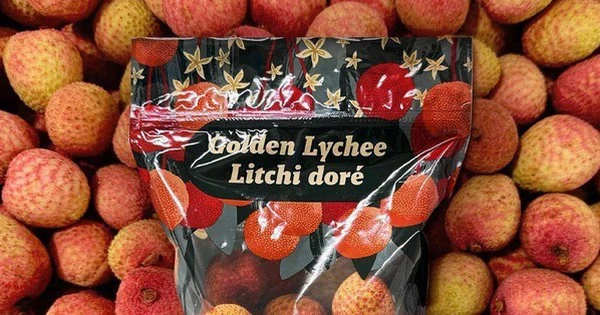 Golden Lychee
Litchi doré